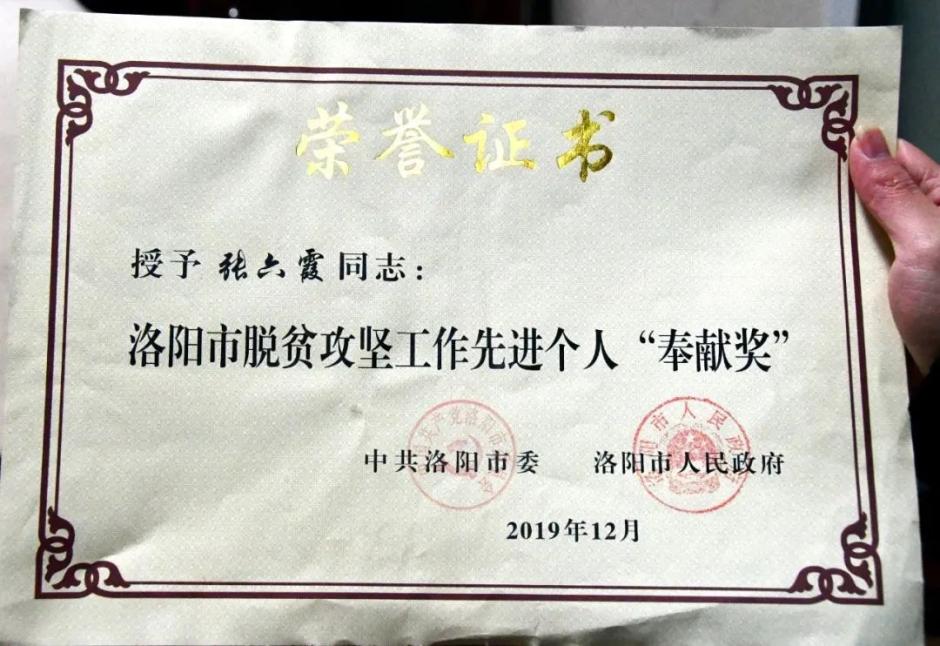 荣誉证书
授予 张六霞 同志：
洛阳市脱贫攻坚工作先进个人“奉献奖”
中共洛阳市委 洛阳市人民政府
2019年12月